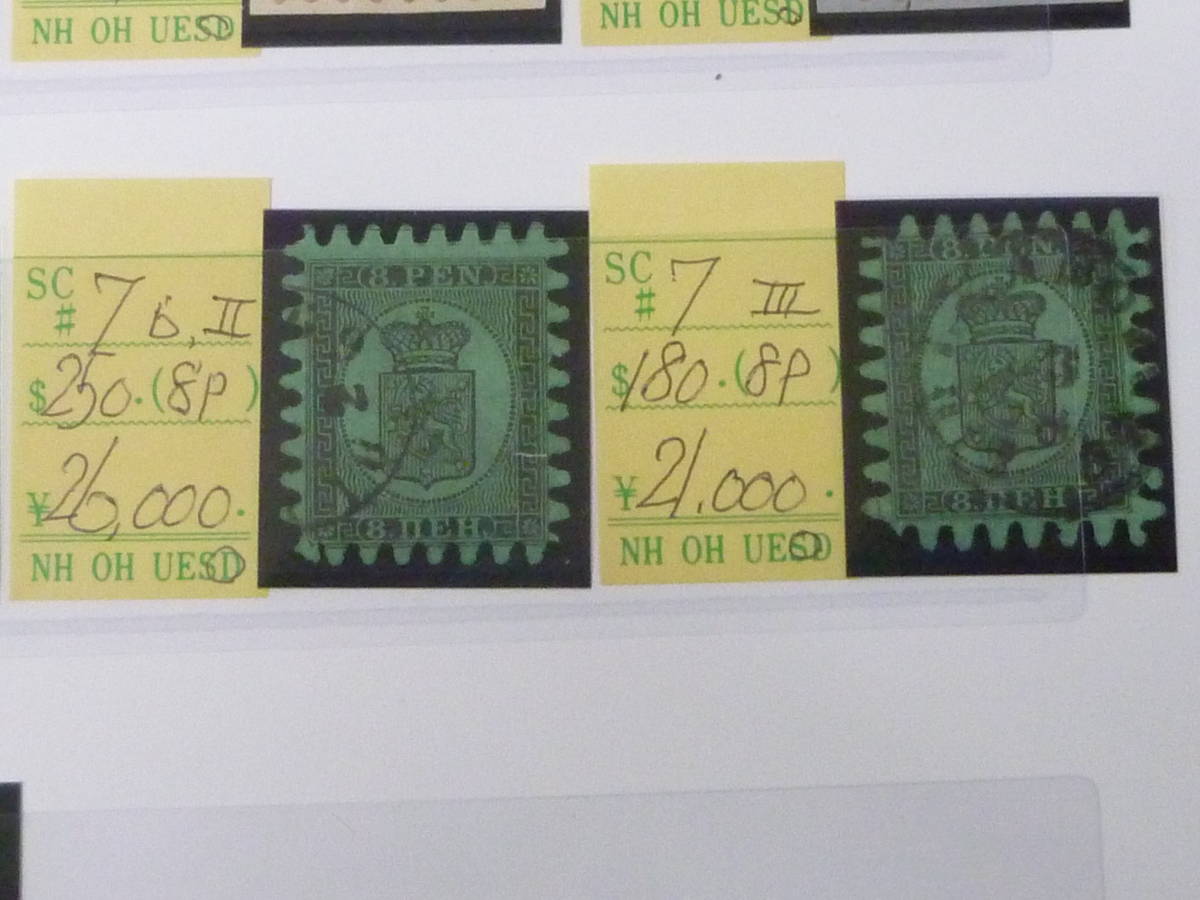 NH OH UESD
NH OH UESD
SC # 7 b, II
$ 250. (8P)
¥ 26,000.
NH OH UESD
8.PEN.
8.ПЕН.
SC # 7 III
$ 180. (8P)
¥ 21.000.
NH OH UESD
8.PEN
8.ПЕН